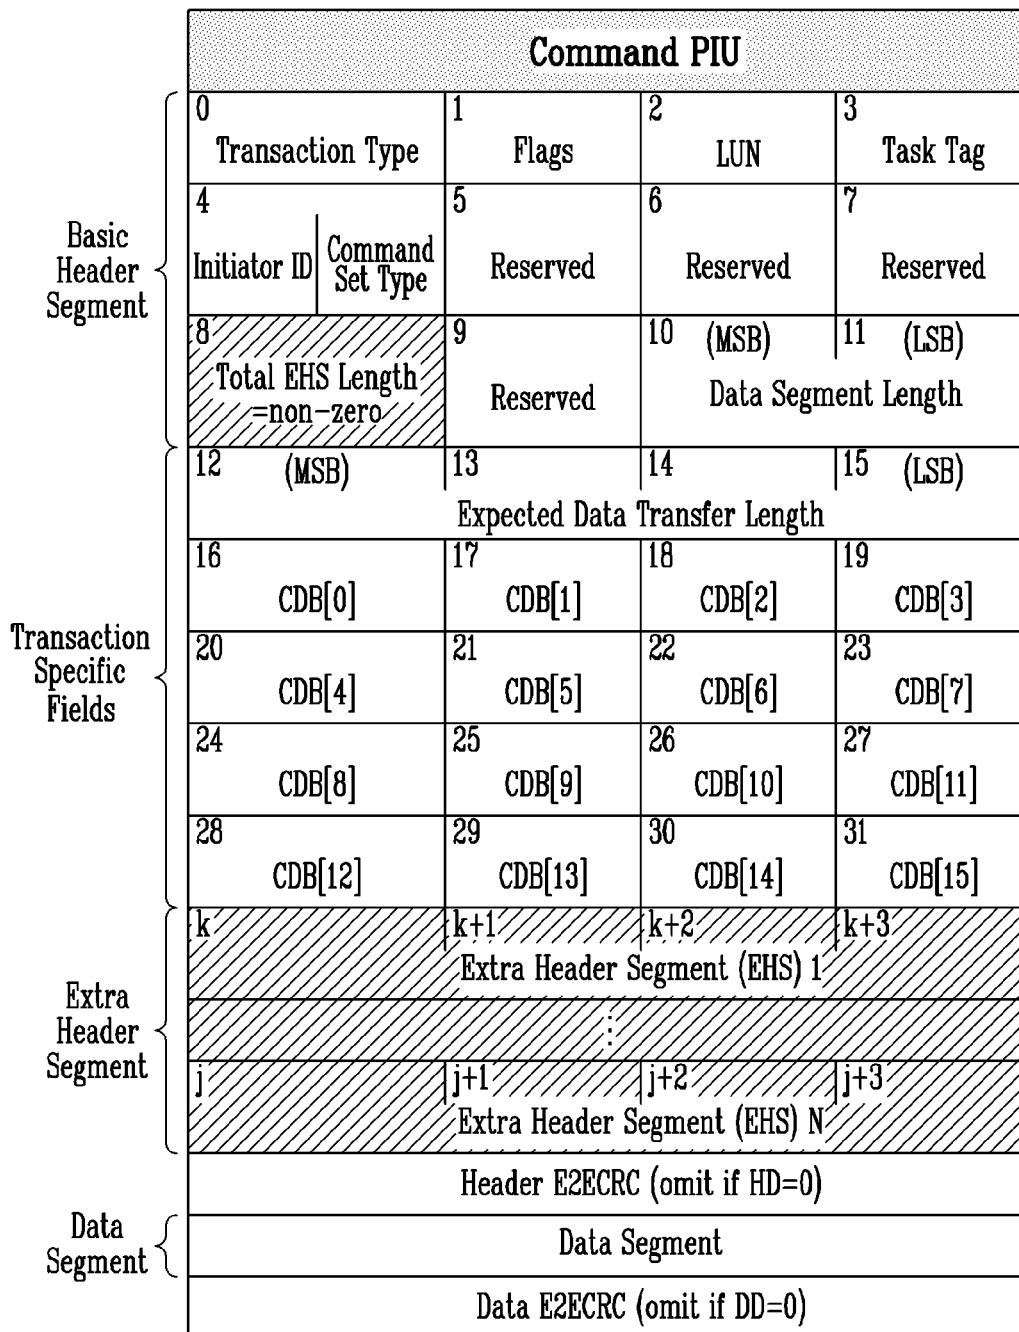 Command PIU
0
1
2
3
Transaction Type
Flags
LUN
Task Tag
Basic
Header
Segment
4
5
6
7
Initiator ID
Command
Set Type
Reserved
Reserved
Reserved
8
9
10 (MSB)
11 (LSB)
Total EHS Length
=non-zero
Reserved
Data Segment Length
12 (MSB)
13
14
15 (LSB)
Expected Data Transfer Length
16
17
18
19
CDB[0]
CDB[1]
CDB[2]
CDB[3]
Transaction
Specific
Fields
20
21
22
23
CDB[4]
CDB[5]
CDB[6]
CDB[7]
24
25
26
27
CDB[8]
CDB[9]
CDB[10]
CDB[11]
28
29
30
31
CDB[12]
CDB[13]
CDB[14]
CDB[15]
Extra
Header
Segment
k
k+1
k+2
k+3
Extra Header Segment (EHS) 1
⋮
j
j+1
j+2
j+3
Extra Header Segment (EHS) N
Header E2ECRC (omit if HD=0)
Data
Segment
Data Segment
Data E2ECRC (omit if DD=0)